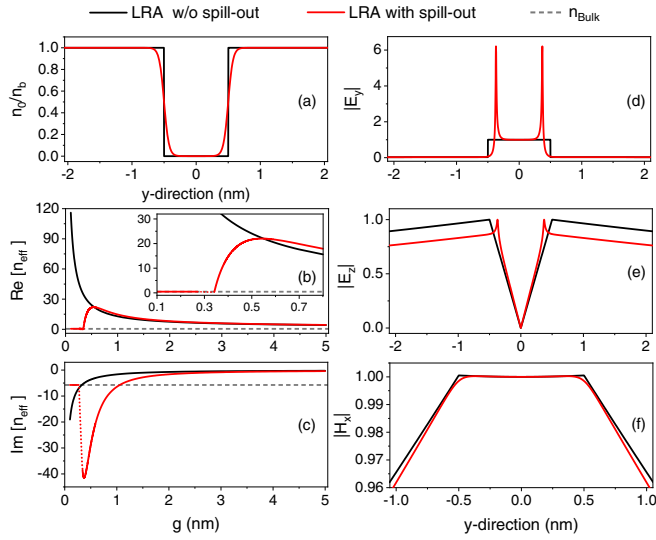 LRA w/o spill-out LRA with spill-out n_Bulk
n₀/n_b
1.0
0.8
0.6
0.4
0.2
0.0
(a)
-2 -1 0 1 2
y-direction (nm)
|E_y|
6
4
2
0
(d)
-2 -1 0 1 2
Re [n_eff]
120
90
60
30
0
30
20
10
0
(b)
0.1 0.3 0.5 0.7
0 1 2 3 4 5
|E_z|
1.0
0.5
0.0
(e)
-2 -1 0 1 2
Im [n_eff]
0
-10
-20
-30
-40
(c)
0 1 2 3 4 5
g (nm)
|H_x|
1.00
0.99
0.98
0.97
0.96
(f)
-1.0 -0.5 0.0 0.5 1.0
y-direction (nm)